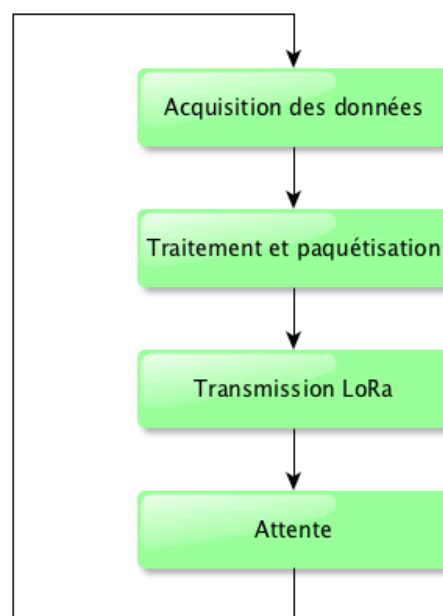 Acquisition des données
Traitement et paquétisation
Transmission LoRa
Attente